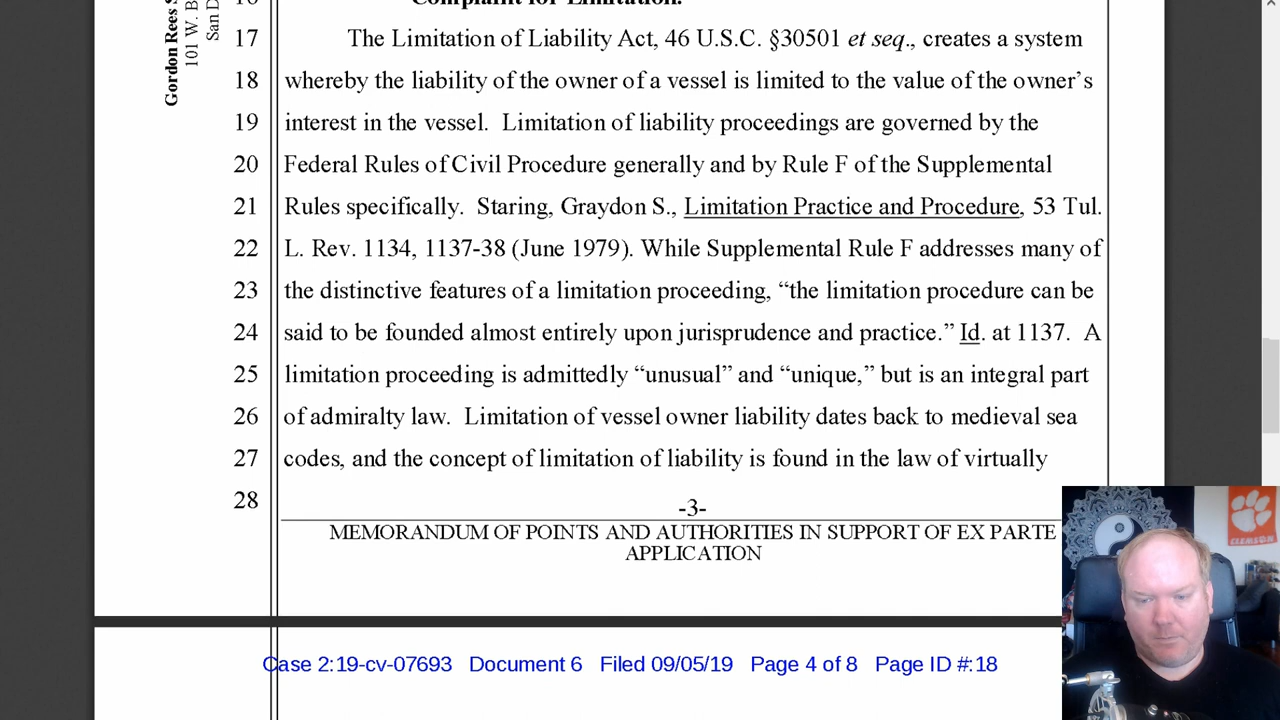 16
Complaint for Limitation.
Gordon Rees S
101 W. B
San D
17 The Limitation of Liability Act, 46 U.S.C. §30501 et seq., creates a system
18 whereby the liability of the owner of a vessel is limited to the value of the owner’s
19 interest in the vessel.  Limitation of liability proceedings are governed by the
20 Federal Rules of Civil Procedure generally and by Rule F of the Supplemental
21 Rules specifically.  Staring, Graydon S., Limitation Practice and Procedure, 53 Tul.
22 L. Rev. 1134, 1137-38 (June 1979). While Supplemental Rule F addresses many of
23 the distinctive features of a limitation proceeding, “the limitation procedure can be
24 said to be founded almost entirely upon jurisprudence and practice.” Id. at 1137.  A
25 limitation proceeding is admittedly “unusual” and “unique,” but is an integral part
26 of admiralty law.  Limitation of vessel owner liability dates back to medieval sea
27 codes, and the concept of limitation of liability is found in the law of virtually
28
-3-
MEMORANDUM OF POINTS AND AUTHORITIES IN SUPPORT OF EX PARTE
APPLICATION
Case 2:19-cv-07693   Document 6   Filed 09/05/19   Page 4 of 8   Page ID #:18
CLEMSON